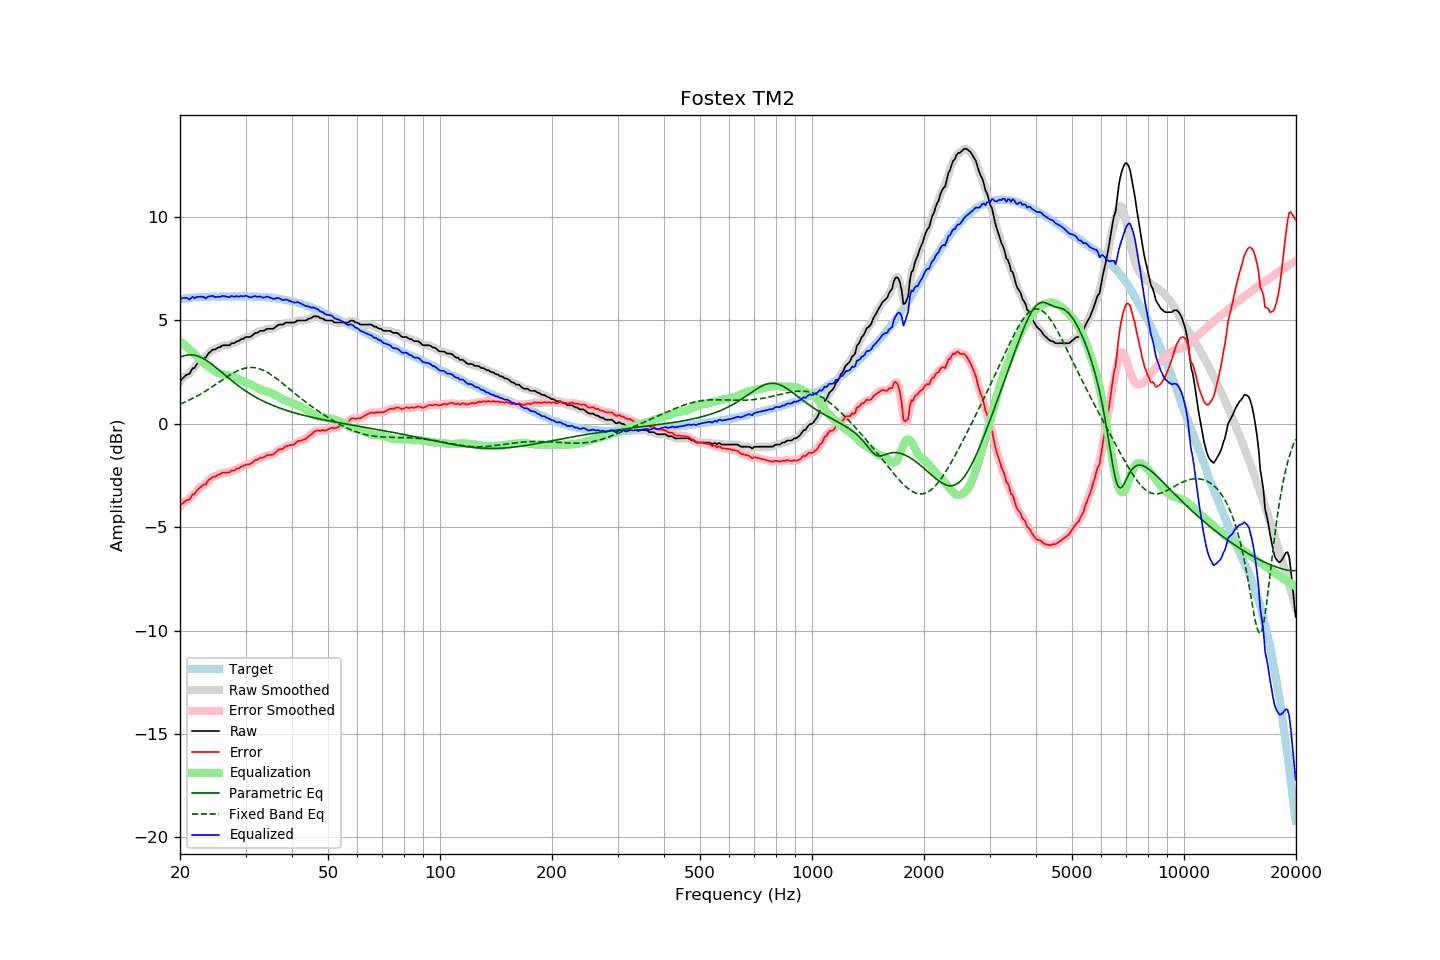 Fostex TM2
Amplitude (dBr)
10
5
0
−5
−10
−15
−20
Target
Raw Smoothed
Error Smoothed
Raw
Error
Equalization
Parametric Eq
Fixed Band Eq
Equalized
20
50
100
200
500
1000
2000
5000
10000
20000
Frequency (Hz)